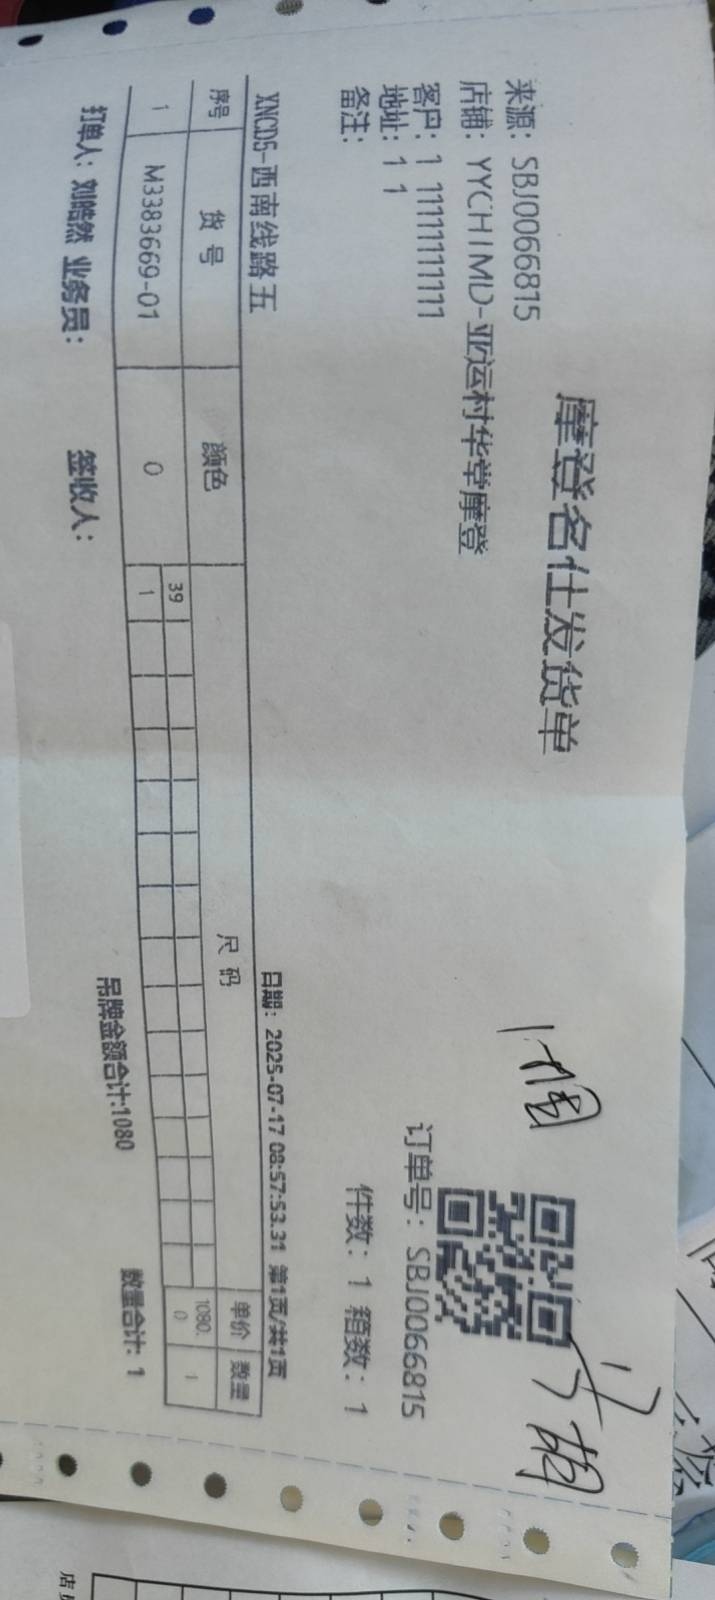 摩登名仕发货单
来源：SBJ0066815
店铺：YYCHIMD-亚运村华堂摩登
客户：1 11111111111
地址：1 1
备注：
订单号：SBJ0066815
件数：1 箱数：1
XNCD5-西南线路五 日期：2025-07-17 08:57:53.31 第1页/共1页
序号 货号 颜色 尺码 单价 数量
39
1 M3383669-01 0 1 1080.0 1
吊牌金额合计:1080 数量合计：1
打单人：刘皓然 业务员： 签收人：